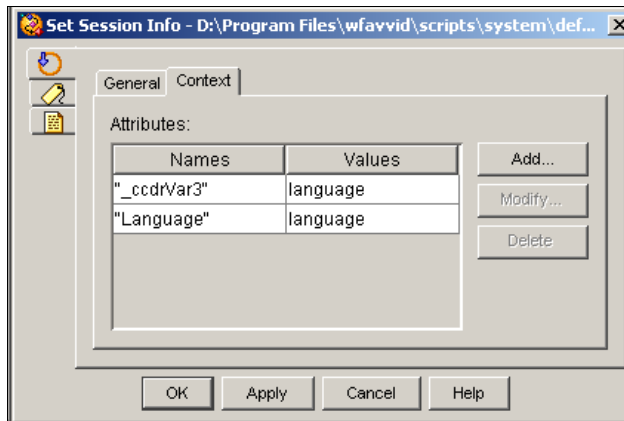 Set Session Info - D:\Program Files\wfavvid\scripts\system\def...
General Context
Attributes:
Names Values
"_ccdrVar3" language
"Language" language
Add...
Modify...
Delete
OK Apply Cancel Help